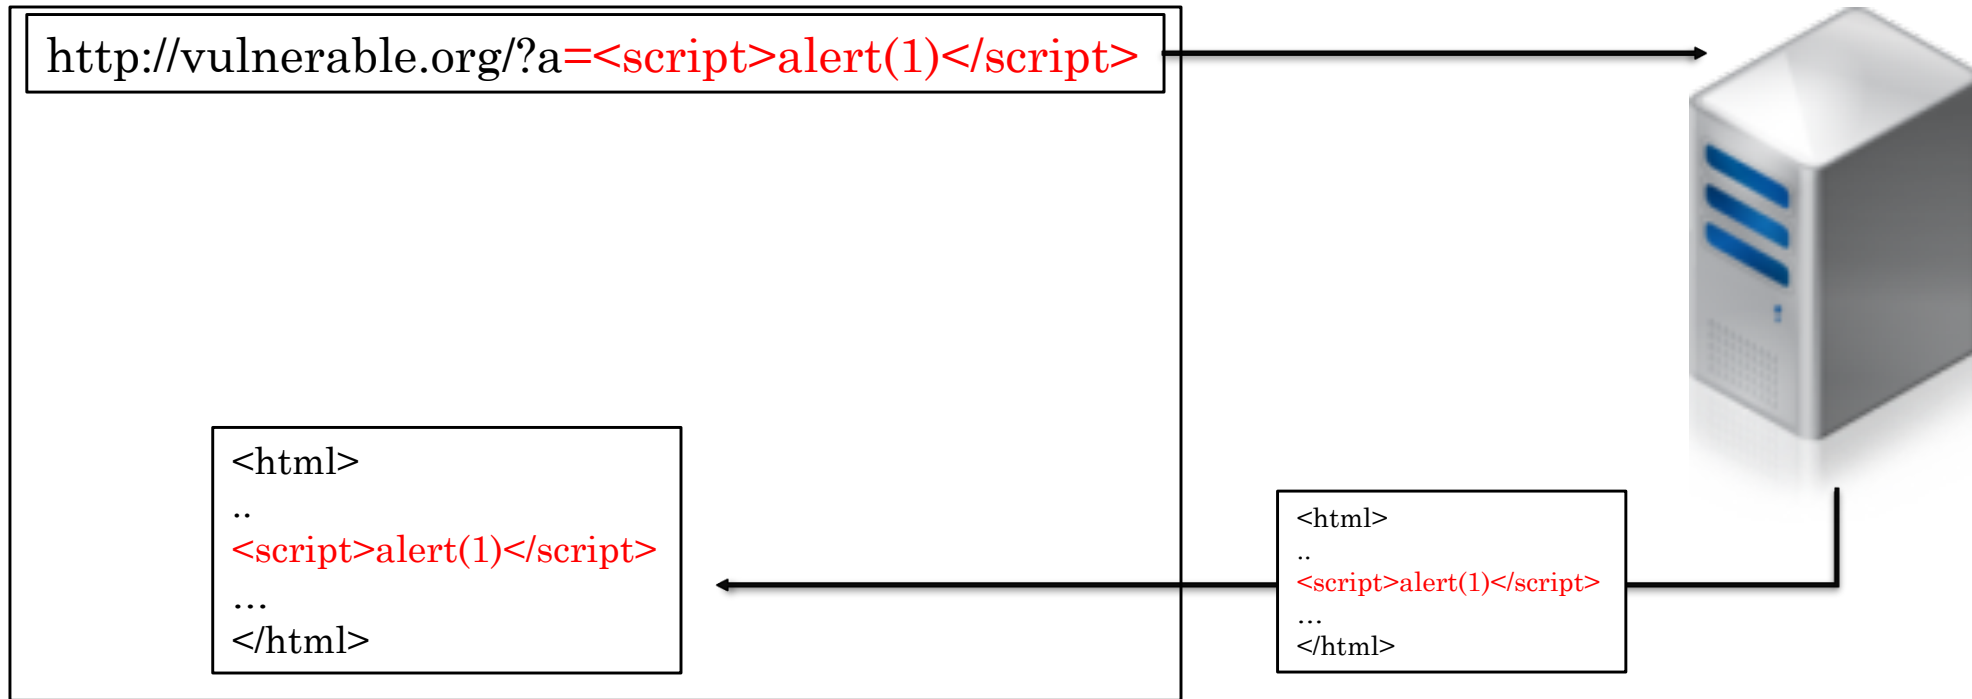 http://vulnerable.org/?a=<script>alert(1)</script>
<html>
..
<script>alert(1)</script>
...
</html>
<html>
..
<script>alert(1)</script>
...
</html>